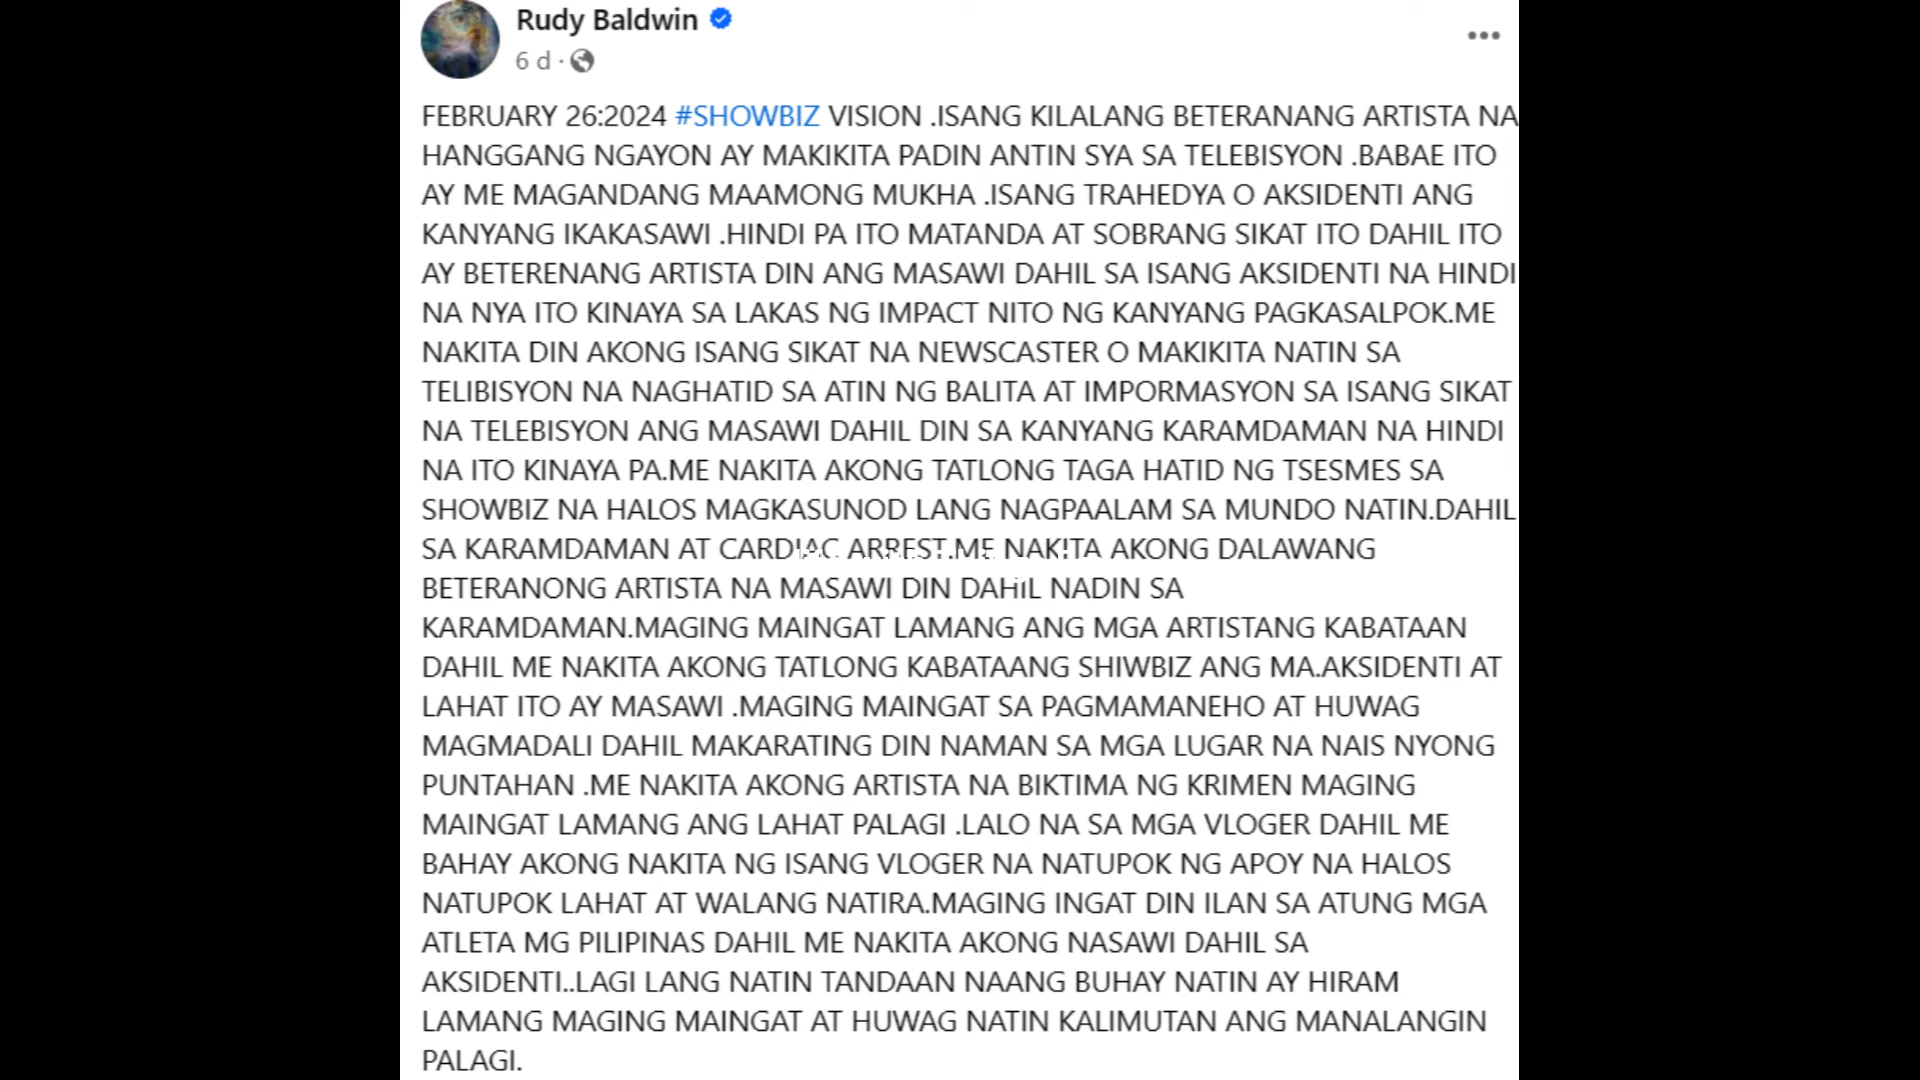 Rudy Baldwin
6 d ·
FEBRUARY 26:2024 #SHOWBIZ VISION .ISANG KILALANG BETERANANG ARTISTA NA
HANGGANG NGAYON AY MAKIKITA PADIN ANTIN SYA SA TELEBISYON .BABAE ITO
AY ME MAGANDANG MAAMONG MUKHA .ISANG TRAHEDYA O AKSIDENTI ANG
KANYANG IKAKASAWI .HINDI PA ITO MATANDA AT SOBRANG SIKAT ITO DAHIL ITO
AY BETERENANG ARTISTA DIN ANG MASAWI DAHIL SA ISANG AKSIDENTI NA HINDI
NA NYA ITO KINAYA SA LAKAS NG IMPACT NITO NG KANYANG PAGKASALPOK.ME
NAKITA DIN AKONG ISANG SIKAT NA NEWSCASTER O MAKIKITA NATIN SA
TELIBISYON NA NAGHATID SA ATIN NG BALITA AT IMPORMASYON SA ISANG SIKAT
NA TELEBISYON ANG MASAWI DAHIL DIN SA KANYANG KARAMDAMAN NA HINDI
NA ITO KINAYA PA.ME NAKITA AKONG TATLONG TAGA HATID NG TSESMES SA
SHOWBIZ NA HALOS MAGKASUNOD LANG NAGPAALAM SA MUNDO NATIN.DAHIL
SA KARAMDAMAN AT CARDIAC ARREST.ME NAKITA AKONG DALAWANG
BETERANONG ARTISTA NA MASAWI DIN DAHIL NADIN SA
KARAMDAMAN.MAGING MAINGAT LAMANG ANG MGA ARTISTANG KABATAAN
DAHIL ME NAKITA AKONG TATLONG KABATAANG SHIWBIZ ANG MA.AKSIDENTI AT
LAHAT ITO AY MASAWI .MAGING MAINGAT SA PAGMAMANEHO AT HUWAG
MAGMADALI DAHIL MAKARATING DIN NAMAN SA MGA LUGAR NA NAIS NYONG
PUNTAHAN .ME NAKITA AKONG ARTISTA NA BIKTIMA NG KRIMEN MAGING
MAINGAT LAMANG ANG LAHAT PALAGI .LALO NA SA MGA VLOGER DAHIL ME
BAHAY AKONG NAKITA NG ISANG VLOGER NA NATUPOK NG APOY NA HALOS
NATUPOK LAHAT AT WALANG NATIRA.MAGING INGAT DIN ILAN SA ATUNG MGA
ATLETA MG PILIPINAS DAHIL ME NAKITA AKONG NASAWI DAHIL SA
AKSIDENTI..LAGI LANG NATIN TANDAAN NAANG BUHAY NATIN AY HIRAM
LAMANG MAGING MAINGAT AT HUWAG NATIN KALIMUTAN ANG MANALANGIN
PALAGI.